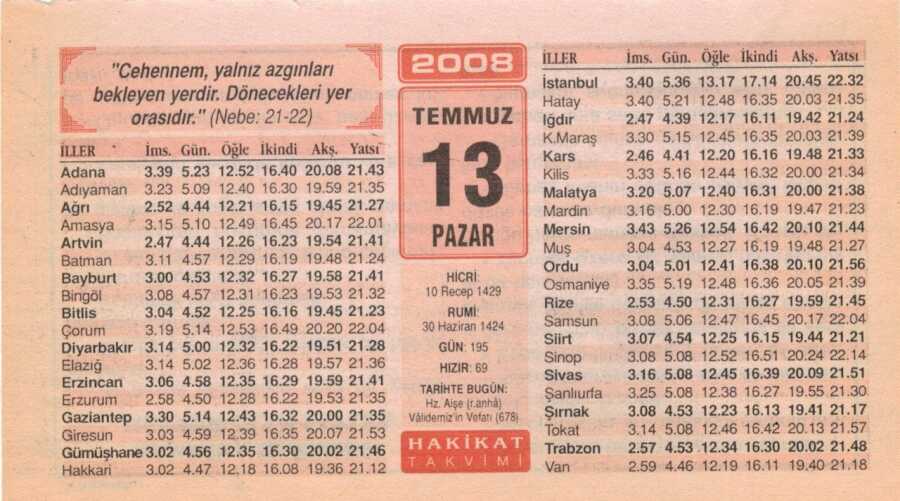 "Cehennem, yalnız azgınları
bekleyen yerdir. Dönecekleri yer
orasıdır." (Nebe: 21-22)
İLLER İms. Gün. Öğle İkindi Akş. Yatsı
Adana 3.39 5.23 12.52 16.40 20.08 21.43
Adıyaman 3.23 5.09 12.40 16.30 19.59 21.35
Ağrı 2.52 4.44 12.21 16.15 19.45 21.27
Amasya 3.15 5.10 12.49 16.45 20.17 22.01
Artvin 2.47 4.44 12.26 16.23 19.54 21.41
Batman 3.11 4.57 12.29 16.19 19.48 21.24
Bayburt 3.00 4.53 12.32 16.27 19.58 21.41
Bingöl 3.08 4.57 12.31 16.23 19.53 21.32
Bitlis 3.04 4.52 12.25 16.16 19.45 21.23
Çorum 3.19 5.14 12.53 16.49 20.20 22.04
Diyarbakır 3.14 5.00 12.32 16.22 19.51 21.28
Elazığ 3.14 5.02 12.36 16.28 19.57 21.36
Erzincan 3.06 4.58 12.35 16.29 19.59 21.41
Erzurum 2.58 4.50 12.28 16.22 19.53 21.35
Gaziantep 3.30 5.14 12.43 16.32 20.00 21.35
Giresun 3.03 4.59 12.39 16.35 20.07 21.53
Gümüşhane 3.02 4.56 12.35 16.30 20.02 21.46
Hakkari 3.02 4.47 12.18 16.08 19.36 21.12
2008
TEMMUZ
13
PAZAR
HİCRİ:
10 Recep 1429
RUMİ:
30 Haziran 1424
GÜN: 195
HIZIR: 69
TARİHTE BUGÜN:
Hz. Aişe (r.anhâ)
Vâlidemiz'in Vefatı (678)
HAKİKAT
TAKVİMİ
İLLER İms. Gün. Öğle İkindi Akş. Yatsı
İstanbul 3.40 5.36 13.17 17.14 20.45 22.32
Hatay 3.40 5.21 12.48 16.35 20.03 21.35
Iğdır 2.47 4.39 12.17 16.11 19.42 21.24
K.Maraş 3.30 5.15 12.45 16.35 20.03 21.39
Kars 2.46 4.41 12.20 16.16 19.48 21.33
Kilis 3.33 5.16 12.44 16.32 20.00 21.34
Malatya 3.20 5.07 12.40 16.31 20.00 21.38
Mardin 3.16 5.00 12.30 16.19 19.47 21.23
Mersin 3.43 5.26 12.54 16.42 20.10 21.44
Muş 3.04 4.53 12.27 16.19 19.48 21.27
Ordu 3.04 5.01 12.41 16.38 20.10 21.56
Osmaniye 3.35 5.19 12.48 16.36 20.05 21.39
Rize 2.53 4.50 12.31 16.27 19.59 21.45
Samsun 3.08 5.06 12.47 16.45 20.17 22.04
Siirt 3.07 4.54 12.25 16.15 19.44 21.21
Sinop 3.08 5.08 12.52 16.51 20.24 22.14
Sivas 3.16 5.08 12.45 16.39 20.09 21.51
Şanlıurfa 3.25 5.08 12.38 16.27 19.55 21.30
Şırnak 3.08 4.53 12.23 16.13 19.41 21.17
Tokat 3.14 5.08 12.46 16.42 20.13 21.57
Trabzon 2.57 4.53 12.34 16.30 20.02 21.48
Van 2.59 4.46 12.19 16.11 19.40 21.18